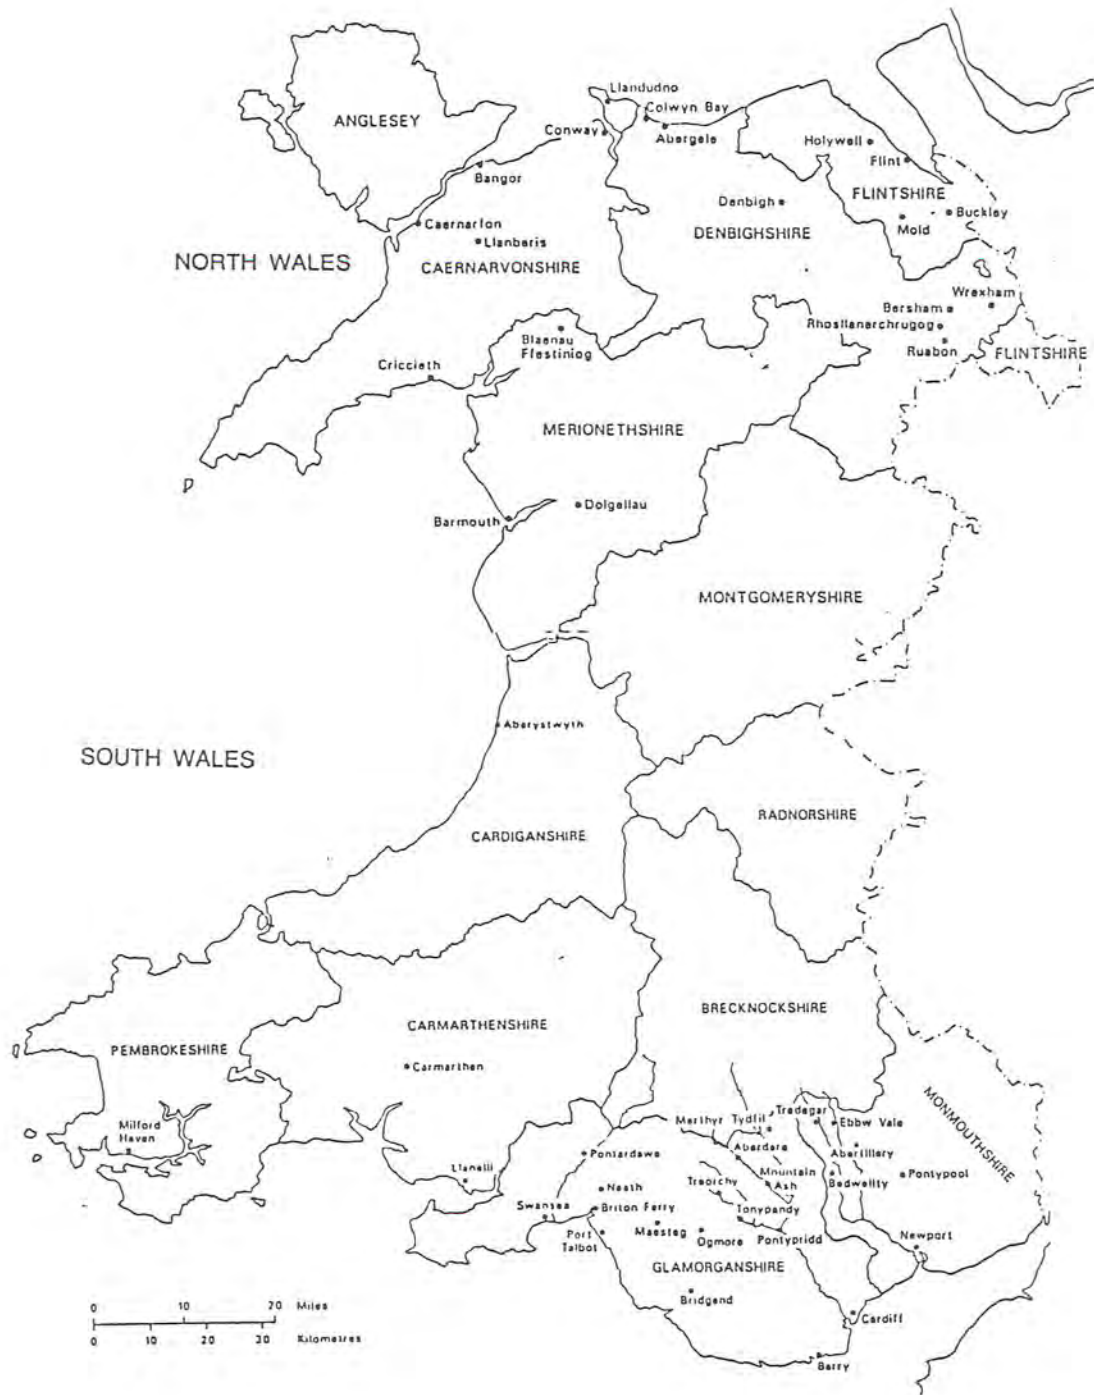 Llandudno
Colwyn Bay
ANGLESEY
Conway
Abergele
Holywell
Flint
Bangor
FLINTSHIRE
Denbigh
Buckley
Caernarfon
Mold
DENBIGHSHIRE
Llanberis
NORTH WALES
CAERNARVONSHIRE
Wrexham
Bersham
Rhosllanerchrugog
Blaenau
Ffestiniog
Ruabon
FLINTSHIRE
Criccieth
MERIONETHSHIRE
Dolgellau
Barmouth
MONTGOMERYSHIRE
Aberystwyth
SOUTH WALES
RADNORSHIRE
CARDIGANSHIRE
BRECKNOCKSHIRE
CARMARTHENSHIRE
PEMBROKESHIRE
Carmarthen
MONMOUTHSHIRE
Milford
Haven
Merthyr Tydfil
Tredegar
Ebbw Vale
Aberdare
Abertillery
Pontardawe
Llanelli
Treorchy
Mountain
Ash
Bedwellty
Pontypool
Neath
Swansea
Briton Ferry
Tonypandy
Port
Talbot
Maesteg
Ogmore
Pontypridd
Newport
GLAMORGANSHIRE
Bridgend
Cardiff
0 10 20 Miles
0 10 20 30 Kilometres
Barry